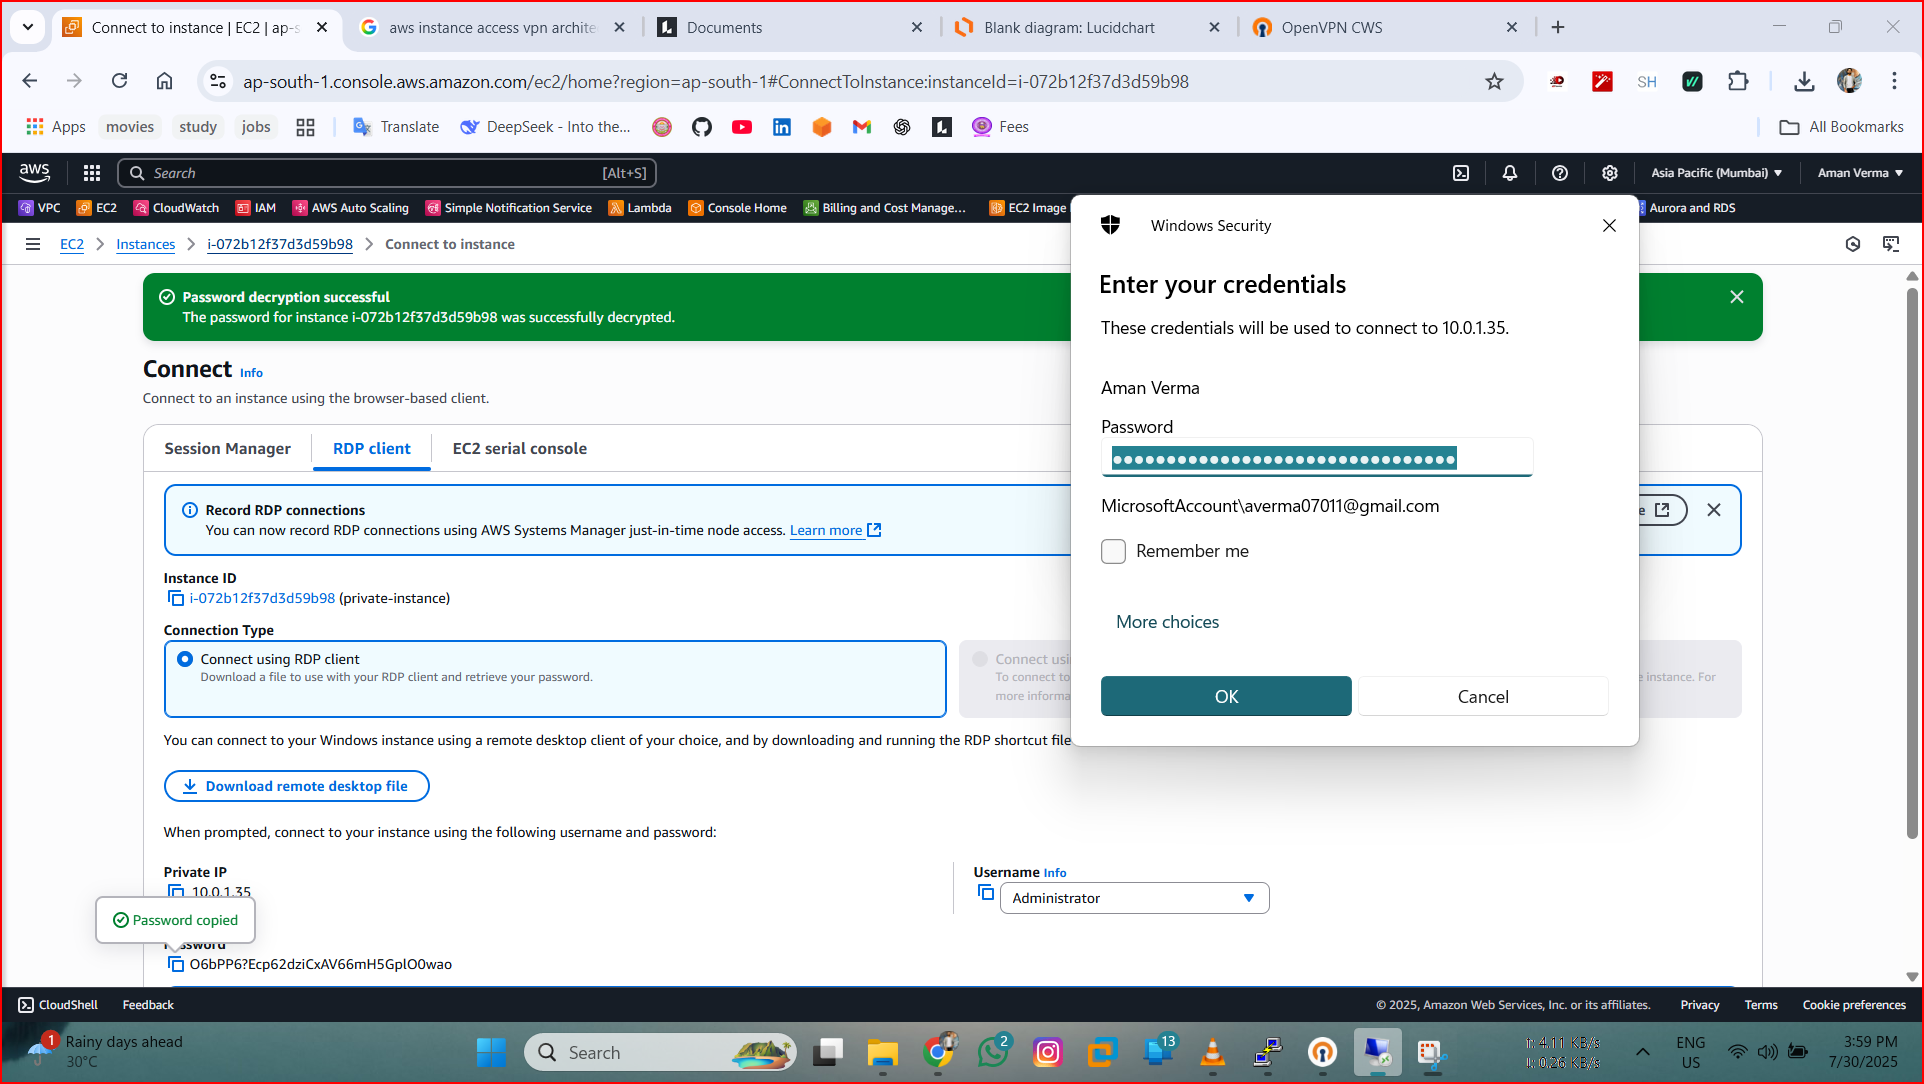 Connect to instance | EC2 | ap-s
aws instance access vpn archite
Documents
Blank diagram: Lucidchart
OpenVPN CWS
ap-south-1.console.aws.amazon.com/ec2/home?region=ap-south-1#ConnectToInstance:instanceId=i-072b12f37d3d59b98
SH
Apps
movies
study
jobs
Translate
DeepSeek - Into the...
Fees
All Bookmarks
aws
Search
[Alt+S]
Asia Pacific (Mumbai)
Aman Verma
VPC
EC2
CloudWatch
IAM
AWS Auto Scaling
Simple Notification Service
Lambda
Console Home
Billing and Cost Manage...
EC2 Image
Aurora and RDS
EC2
Instances
i-072b12f37d3d59b98
Connect to instance
Password decryption successful
The password for instance i-072b12f37d3d59b98 was successfully decrypted.
Connect Info
Connect to an instance using the browser-based client.
Session Manager
RDP client
EC2 serial console
Record RDP connections
You can now record RDP connections using AWS Systems Manager just-in-time node access. Learn more
Instance ID
i-072b12f37d3d59b98 (private-instance)
Connection Type
Connect using RDP client
Download a file to use with your RDP client and retrieve your password.
Connect usi
To connect to
more informa
e instance. For
You can connect to your Windows instance using a remote desktop client of your choice, and by downloading and running the RDP shortcut file
Download remote desktop file
When prompted, connect to your instance using the following username and password:
Private IP
10.0.1.35
Username Info
Administrator
Password copied
Password
O6bPP6?Ecp62dziCxAV66mH5GplO0wao
Windows Security
Enter your credentials
These credentials will be used to connect to 10.0.1.35.
Aman Verma
Password
MicrosoftAccount\averma07011@gmail.com
Remember me
More choices
OK
Cancel
CloudShell
Feedback
© 2025, Amazon Web Services, Inc. or its affiliates.
Privacy
Terms
Cookie preferences
1
Rainy days ahead
30°C
Search
2
13
4.11 KB/s
0.26 KB/s
ENG
US
3:59 PM
7/30/2025